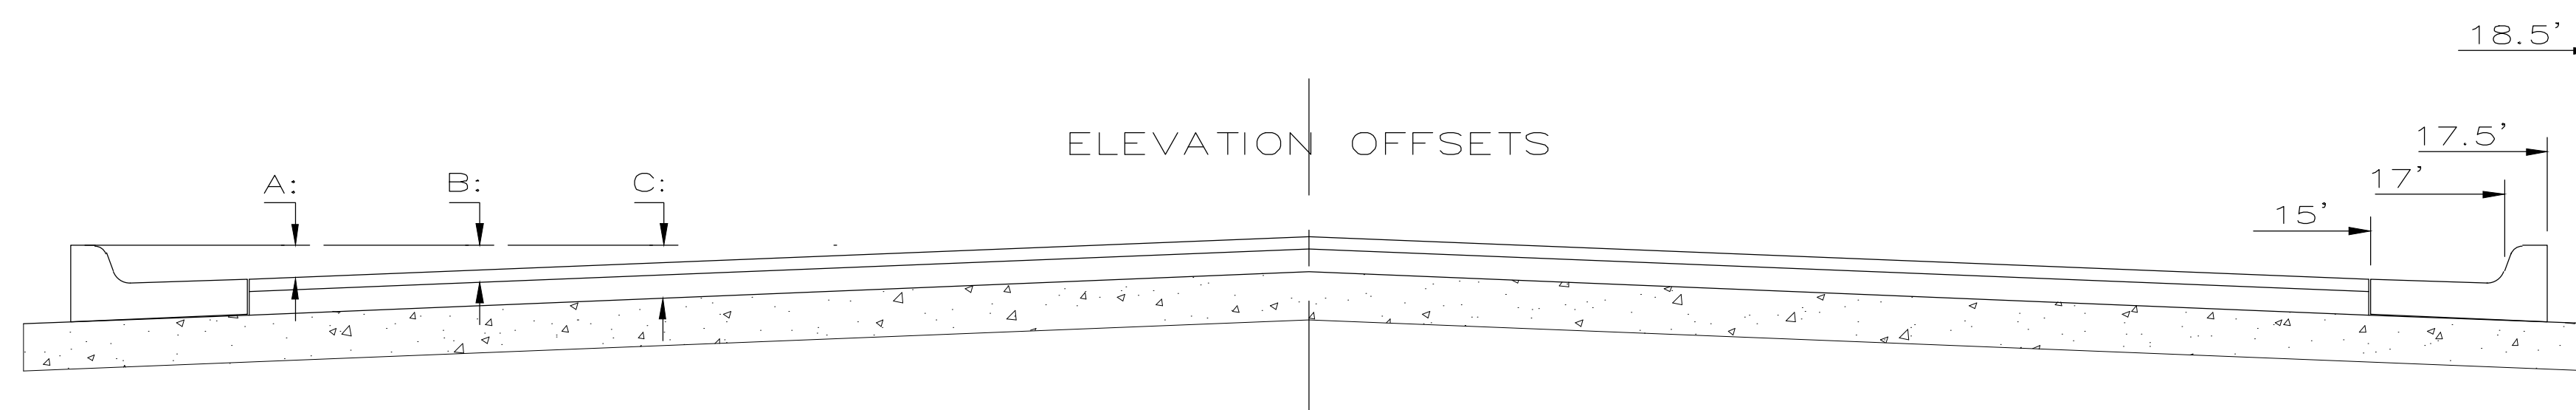 18.5'
ELEVATION OFFSETS
17.5'
A: B: C:
17'
15'